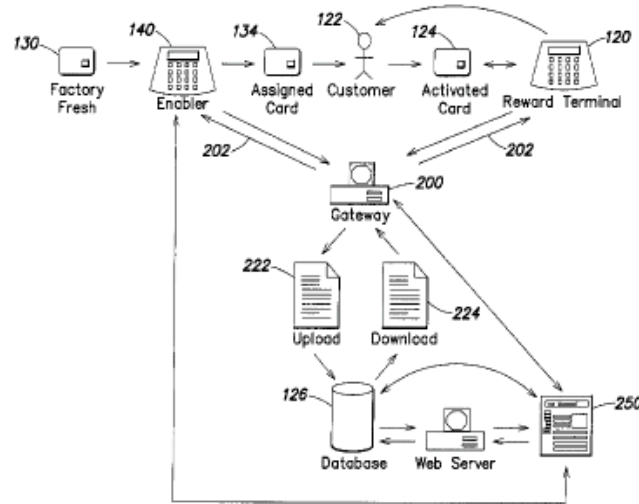 130
140
134
122
124
120
Factory
Fresh
Enabler
Assigned
Card
Customer
Activated
Card
Reward Terminal
202
202
200
Gateway
222
224
Upload
Download
126
250
Database
Web Server